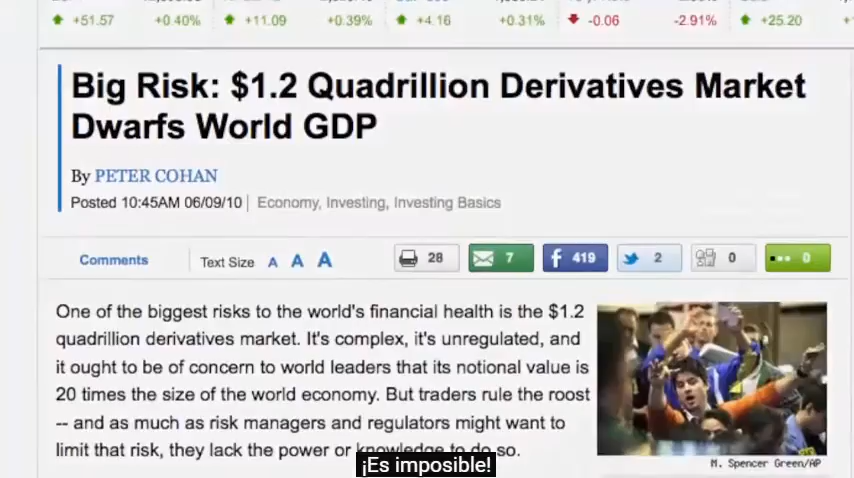 +51.57 +0.40% +11.09 +0.39% +4.16 +0.31% -0.06 -2.91% +25.20
Big Risk: $1.2 Quadrillion Derivatives Market
Dwarfs World GDP
By PETER COHAN
Posted 10:45AM 06/09/10 | Economy, Investing, Investing Basics
Comments Text Size A A A 28 7 f 419 2 0 0
One of the biggest risks to the world's financial health is the $1.2
quadrillion derivatives market. It's complex, it's unregulated, and
it ought to be of concern to world leaders that its notional value is
20 times the size of the world economy. But traders rule the roost
-- and as much as risk managers and regulators might want to
limit that risk, they lack the power or knowledge to do so.
M. Spencer Green/AP
¡Es imposible!